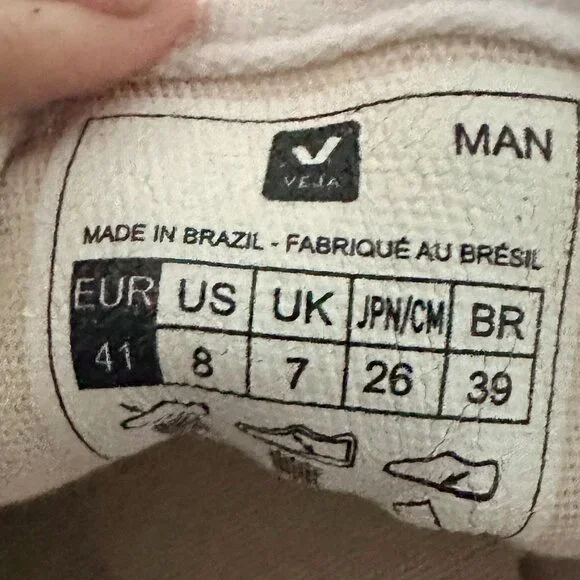 MAN
VEJA
MADE IN BRAZIL - FABRIQUÉ AU BRÉSIL
EUR US UK JPN/CM BR
41 8 7 26 39